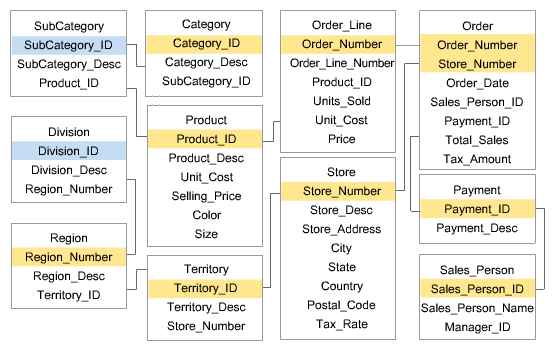 SubCategory
SubCategory_ID
SubCategory_Desc
Product_ID
Category
Category_ID
Category_Desc
SubCategory_ID
Order_Line
Order_Number
Order_Line_Number
Product_ID
Units_Sold
Unit_Cost
Price
Order
Order_Number
Store_Number
Order_Date
Sales_Person_ID
Payment_ID
Total_Sales
Tax_Amount
Division
Division_ID
Division_Desc
Region_Number
Product
Product_ID
Product_Desc
Unit_Cost
Selling_Price
Color
Size
Store
Store_Number
Store_Desc
Store_Address
City
State
Country
Postal_Code
Tax_Rate
Payment
Payment_ID
Payment_Desc
Region
Region_Number
Region_Desc
Territory_ID
Territory
Territory_ID
Territory_Desc
Store_Number
Sales_Person
Sales_Person_ID
Sales_Person_Name
Manager_ID